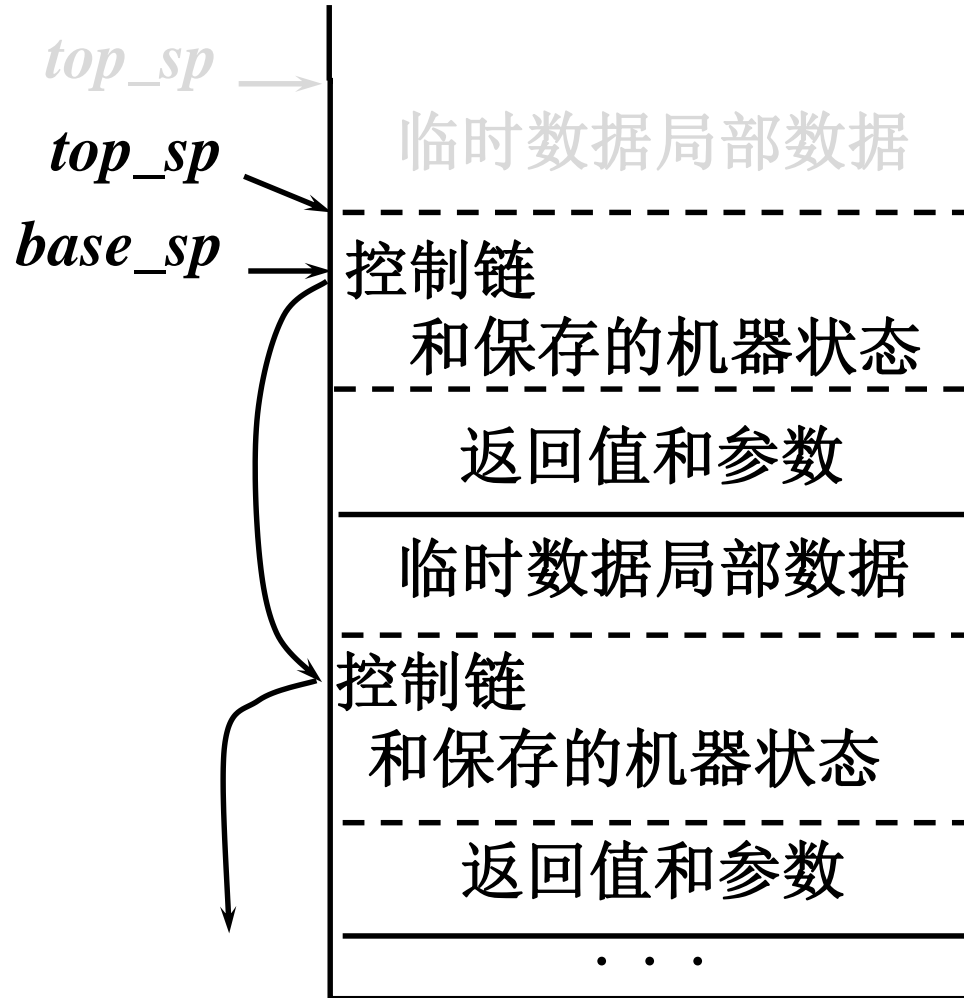 top_sp
临时数据局部数据
top_sp
base_sp
控制链
和保存的机器状态
返回值和参数
临时数据局部数据
控制链
和保存的机器状态
返回值和参数
. . .